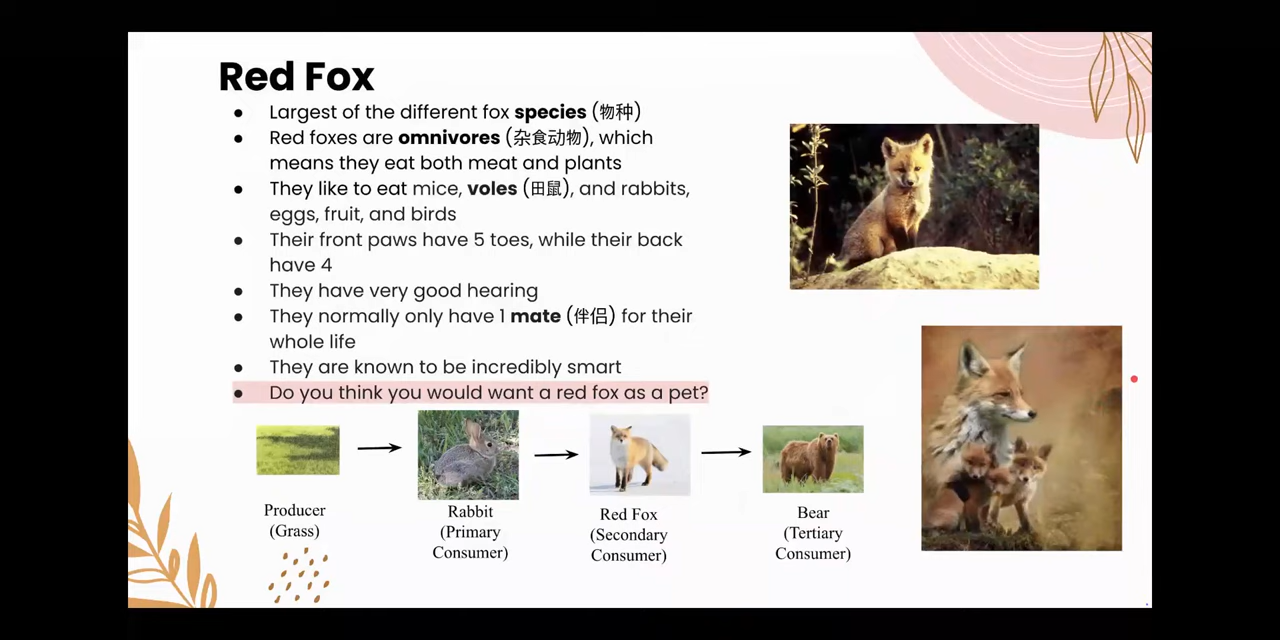 Red Fox
● Largest of the different fox species (物种)
● Red foxes are omnivores (杂食动物), which
means they eat both meat and plants
● They like to eat mice, voles (田鼠), and rabbits,
eggs, fruit, and birds
● Their front paws have 5 toes, while their back
have 4
● They have very good hearing
● They normally only have 1 mate (伴侣) for their
whole life
● They are known to be incredibly smart
● Do you think you would want a red fox as a pet?
Producer
(Grass)
Rabbit
(Primary
Consumer)
Red Fox
(Secondary
Consumer)
Bear
(Tertiary
Consumer)